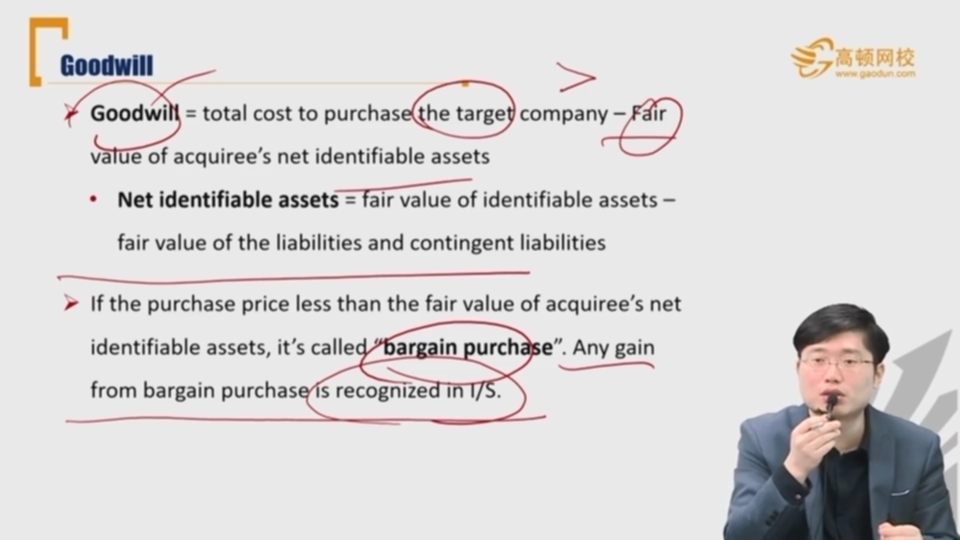 Goodwill
高顿网校
www.gaodun.com
Goodwill = total cost to purchase the target company – Fair
value of acquiree's net identifiable assets
• Net identifiable assets = fair value of identifiable assets –
fair value of the liabilities and contingent liabilities
If the purchase price less than the fair value of acquiree's net
identifiable assets, it's called “bargain purchase”. Any gain
from bargain purchase is recognized in I/S.